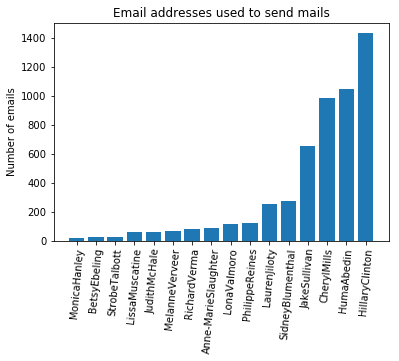 Email addresses used to send mails
Number of emails
1400
1200
1000
800
600
400
200
0
MonicaHanley
BetsyEbeling
StrobeTalbott
LissaMuscatine
JudithMcHale
MelanneVerveer
RichardVerma
Anne-MarieSlaughter
LonaValmoro
PhilippeReines
LaurenJiloty
SidneyBlumenthal
JakeSullivan
CherylMills
HumaAbedin
HillaryClinton